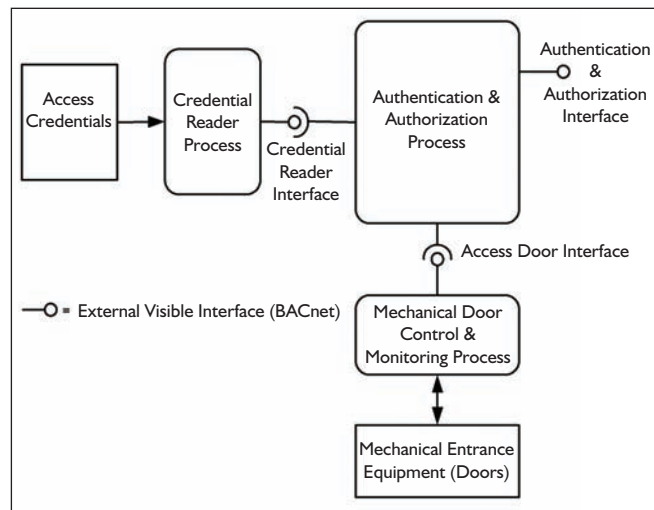 Access
Credentials
Credential
Reader
Process
Credential
Reader
Interface
Authentication &
Authorization
Process
Authentication
&
Authorization
Interface
Access Door Interface
= External Visible Interface (BACnet)
Mechanical Door
Control &
Monitoring Process
Mechanical Entrance
Equipment (Doors)